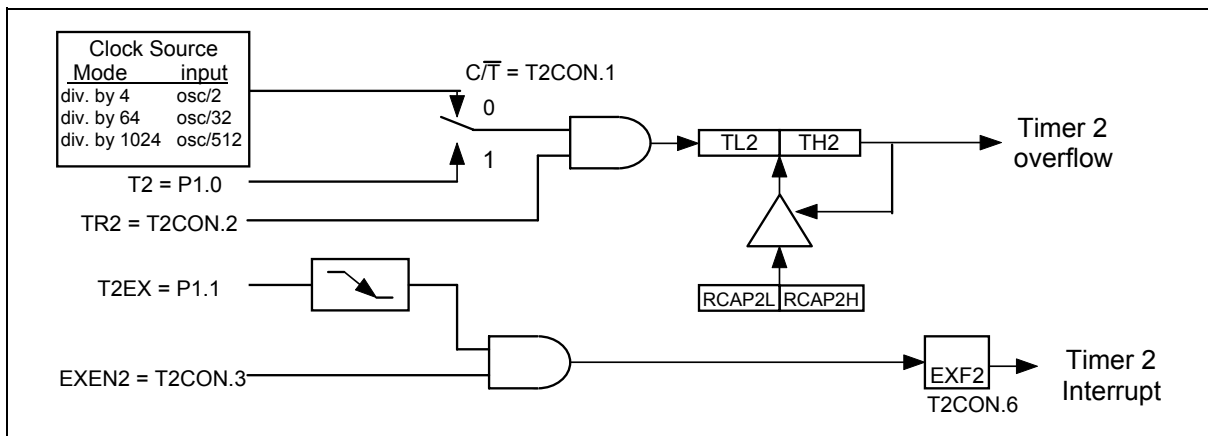 Clock Source
Mode input
div. by 4 osc/2
div. by 64 osc/32
div. by 1024 osc/512
C/T̅ = T2CON.1
0
1
T2 = P1.0
TR2 = T2CON.2
TL2 TH2
Timer 2
overflow
T2EX = P1.1
RCAP2L RCAP2H
EXEN2 = T2CON.3
EXF2
T2CON.6
Timer 2
Interrupt